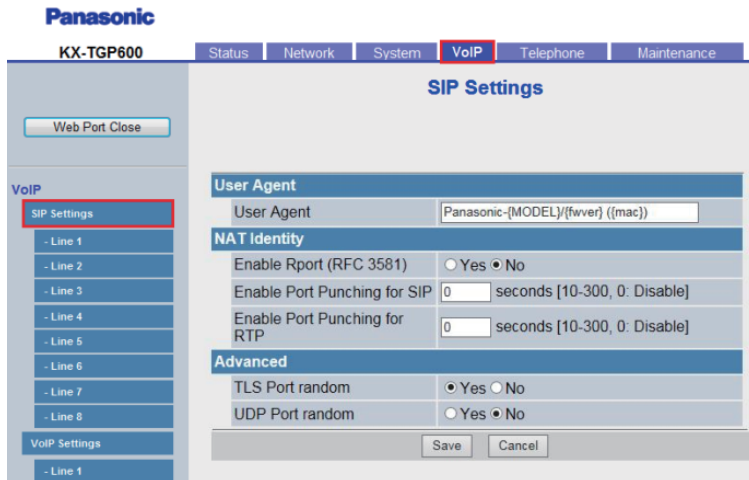 Panasonic
KX-TGP600
Status Network System VoIP Telephone Maintenance
SIP Settings
Web Port Close
VoIP
SIP Settings
- Line 1
- Line 2
- Line 3
- Line 4
- Line 5
- Line 6
- Line 7
- Line 8
VoIP Settings
- Line 1
User Agent
User Agent Panasonic-{MODEL}/{fwver} ({mac})
NAT Identity
Enable Rport (RFC 3581) Yes No
Enable Port Punching for SIP 0 seconds [10-300, 0: Disable]
Enable Port Punching for
RTP 0 seconds [10-300, 0: Disable]
Advanced
TLS Port random Yes No
UDP Port random Yes No
Save Cancel